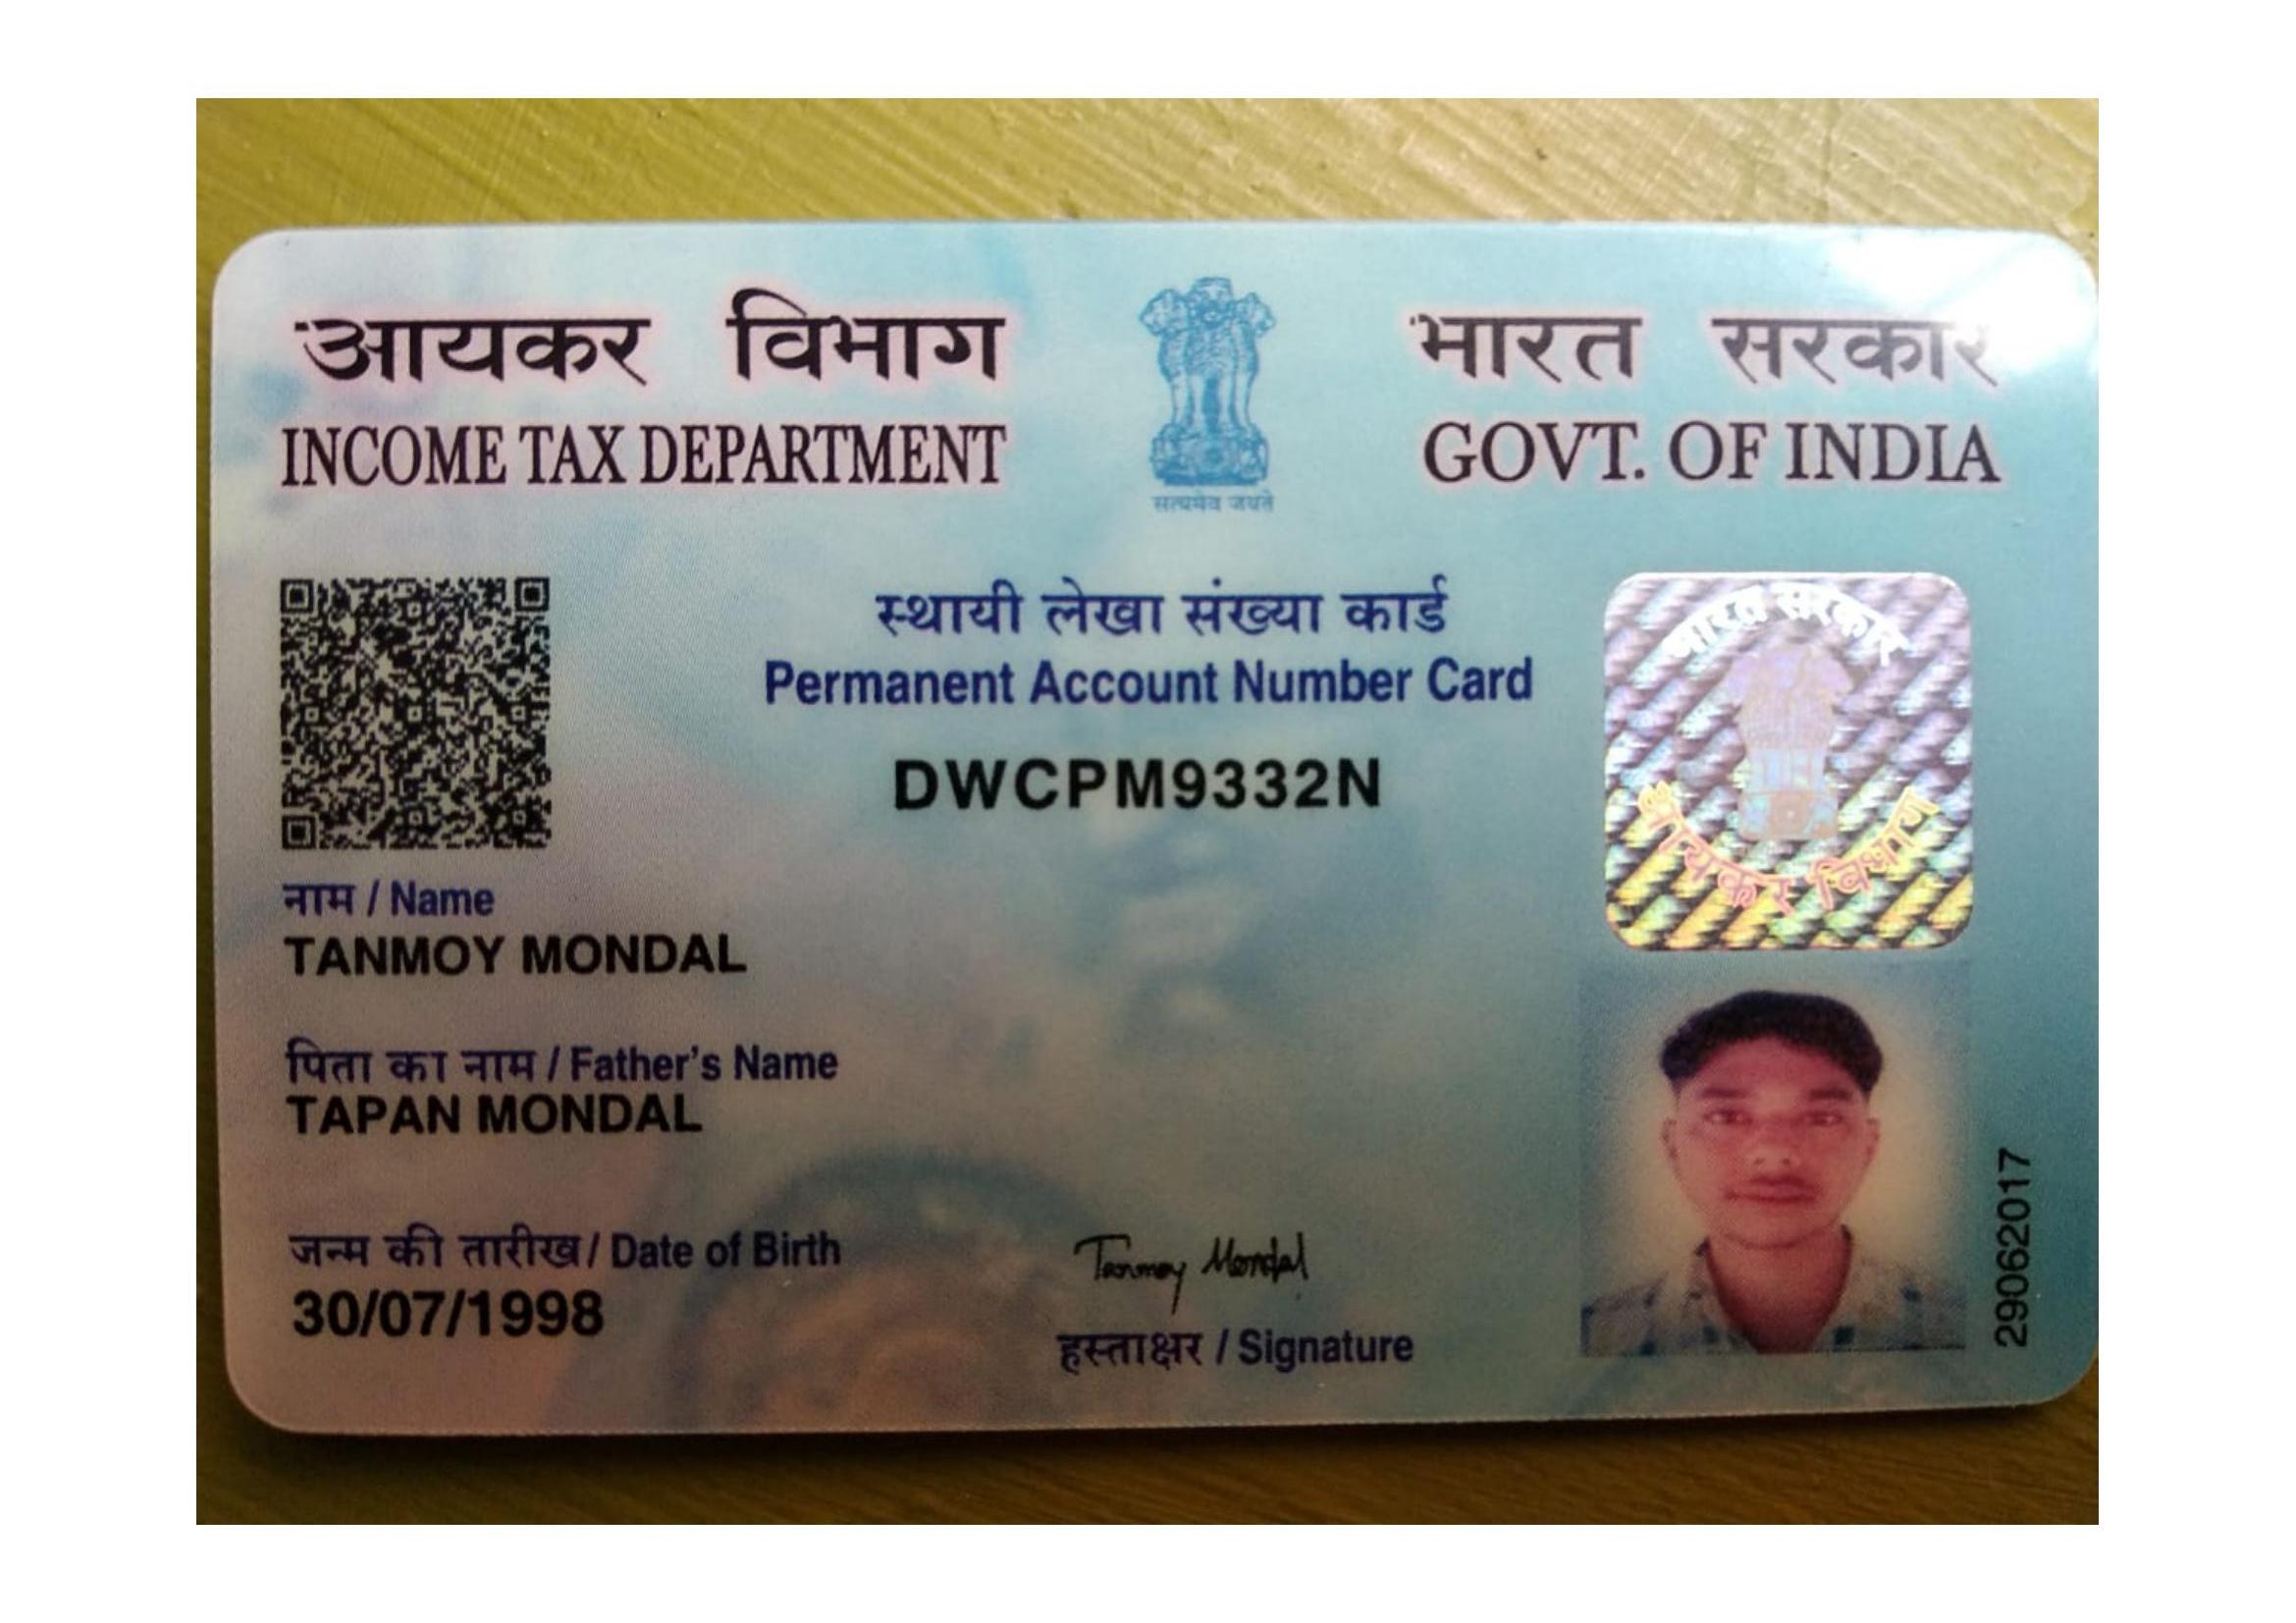 आयकर विभाग
INCOME TAX DEPARTMENT
सत्यमेव जयते
भारत सरकार
GOVT. OF INDIA
स्थायी लेखा संख्या कार्ड
Permanent Account Number Card
DWCPM9332N
भारत सरकार
आयकर विभाग
नाम / Name
TANMOY MONDAL
पिता का नाम / Father's Name
TAPAN MONDAL
जन्म की तारीख / Date of Birth
30/07/1998
Tanmoy Mondal
हस्ताक्षर / Signature
29062017